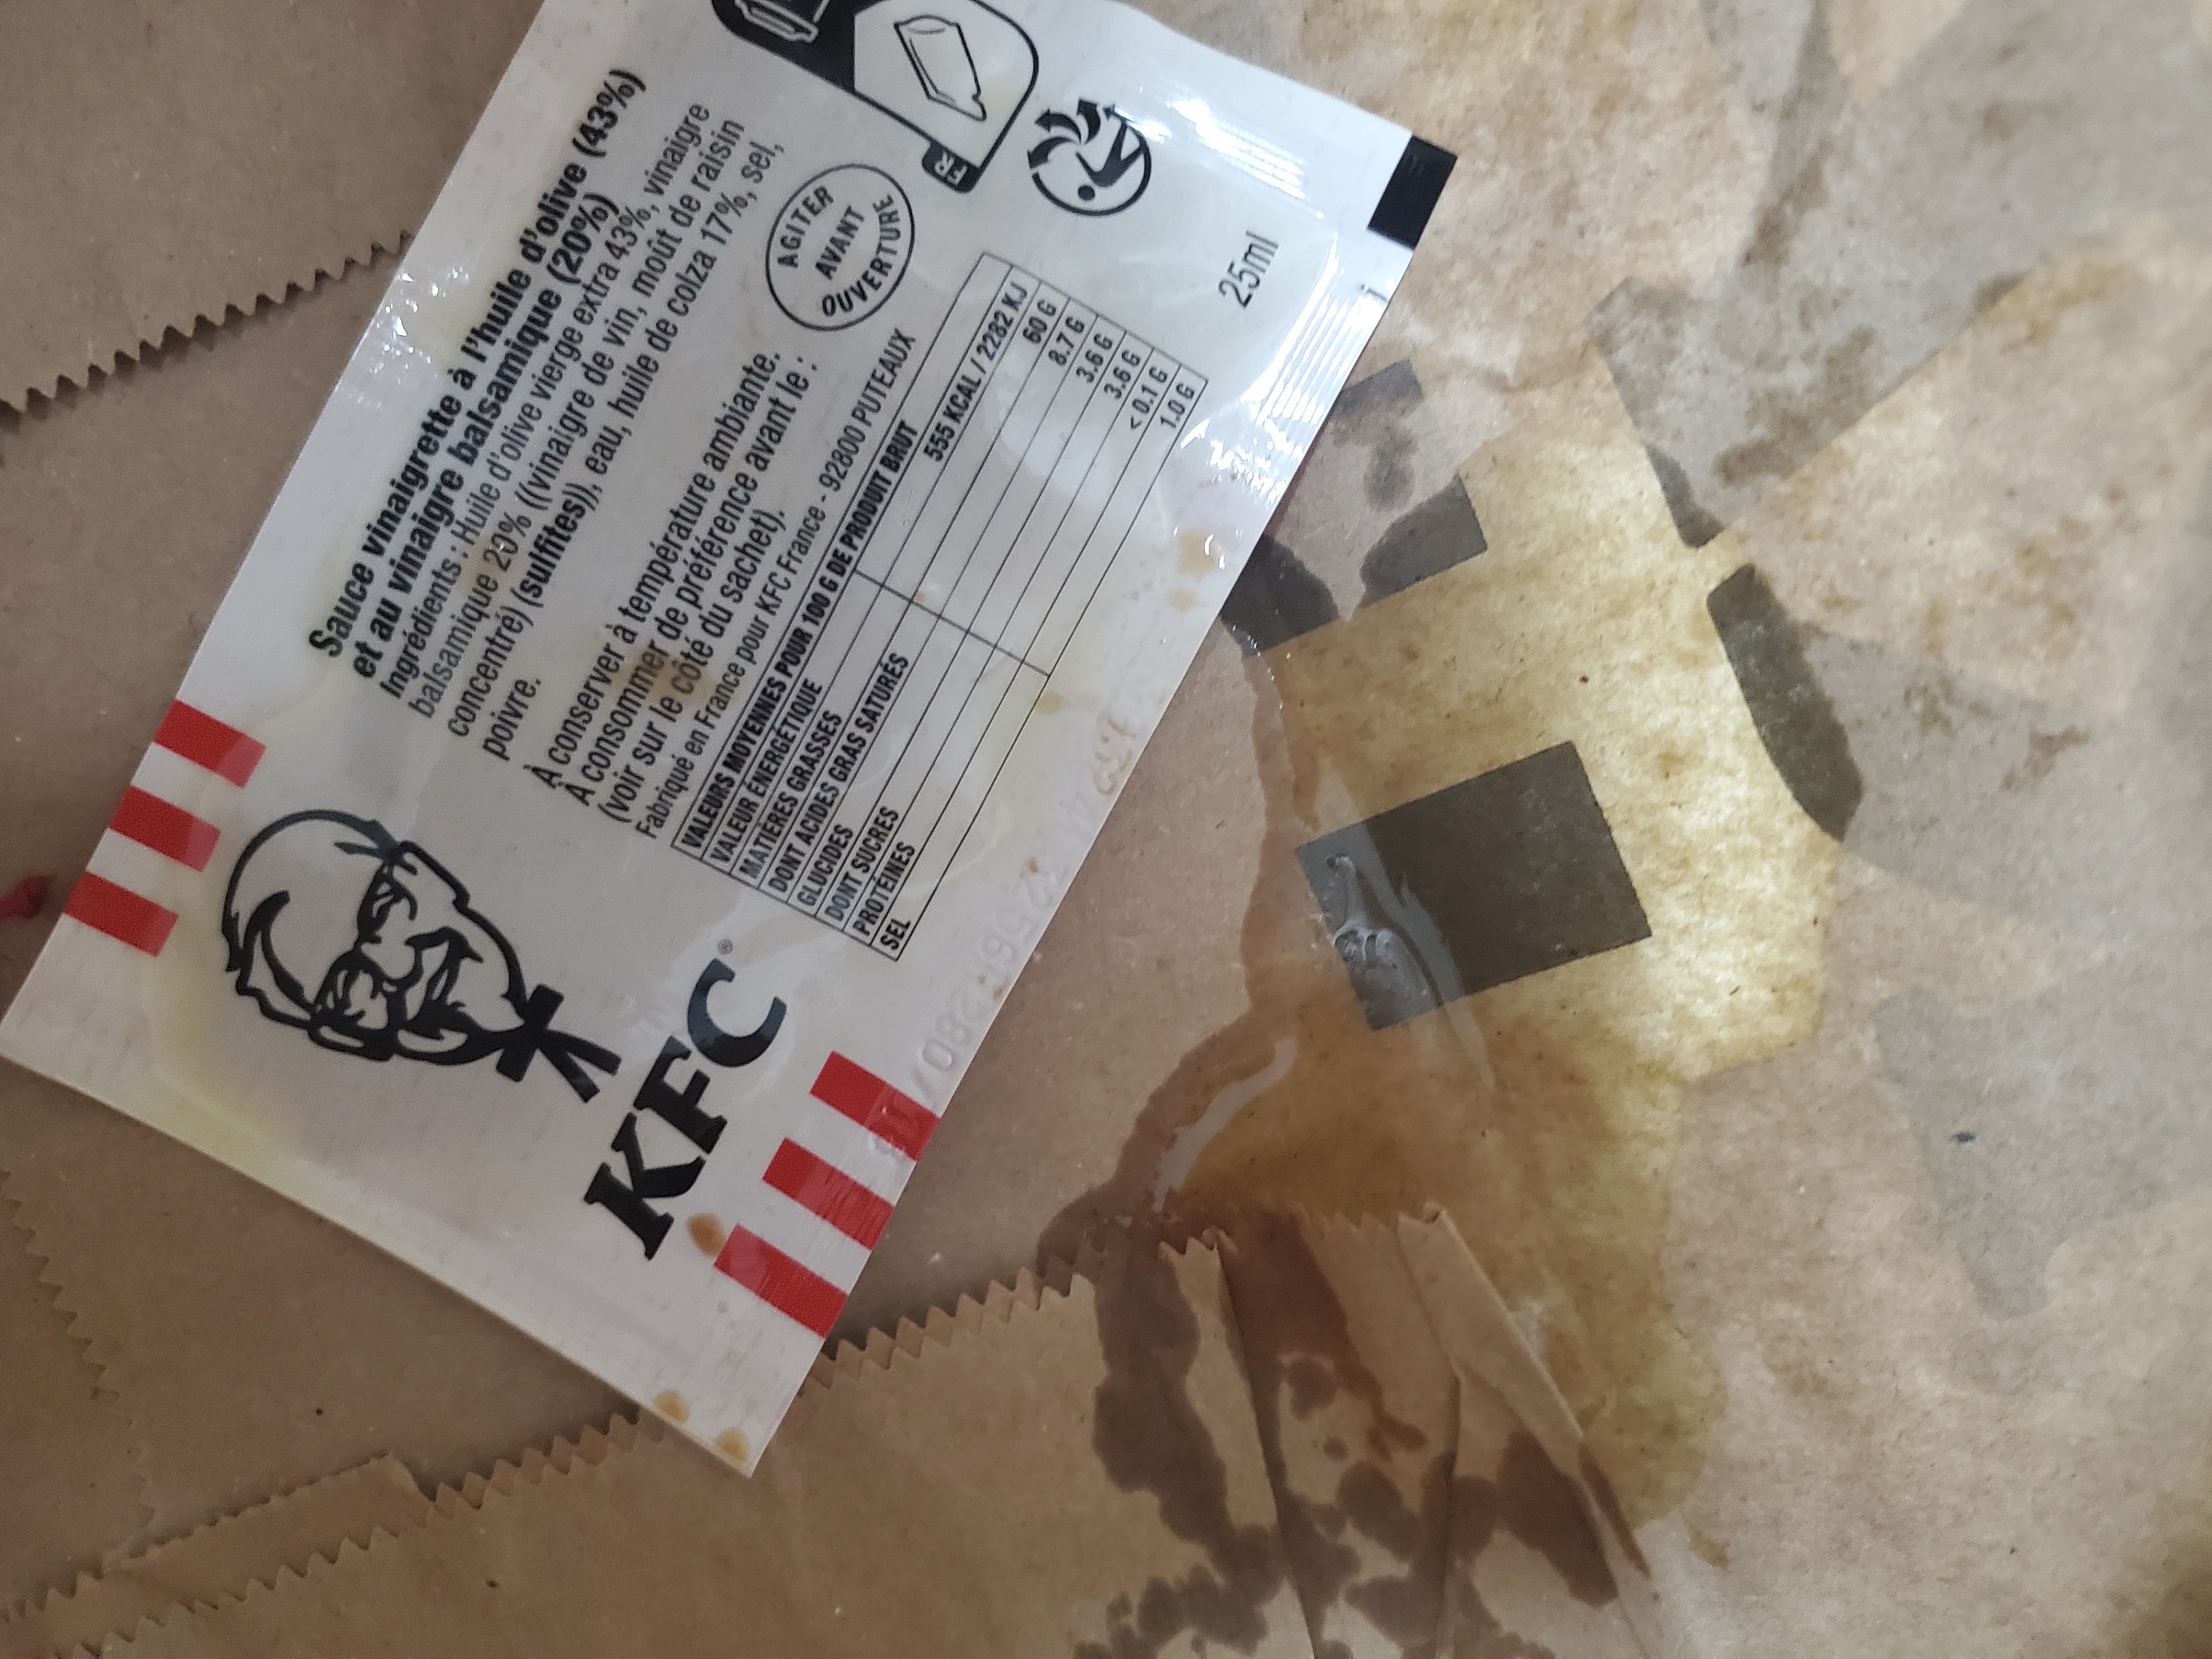 Sauce vinaigrette à l'huile d'olive (43%)
et au vinaigre balsamique (20%)
Ingrédients : Huile d'olive vierge extra 43%, vinaigre
balsamique 20% ((vinaigre de vin, moût de raisin
concentré) (sulfites)), eau, huile de colza 17%, sel,
poivre.
À conserver à température ambiante.
À consommer de préférence avant le :
(voir sur le côté du sachet).
Fabriqué en France pour KFC France - 92800 PUTEAUX
VALEURS MOYENNES POUR 100 G DE PRODUIT BRUT
VALEUR ÉNERGÉTIQUE 555 KCAL / 2282 KJ
MATIÈRES GRASSES 60 G
DONT ACIDES GRAS SATURÉS 8.7 G
GLUCIDES 3.6 G
DONT SUCRES 3.6 G
PROTÉINES < 0.1 G
SEL 1.0 G
AGITER
AVANT
OUVERTURE
FR
25ml
KFC®